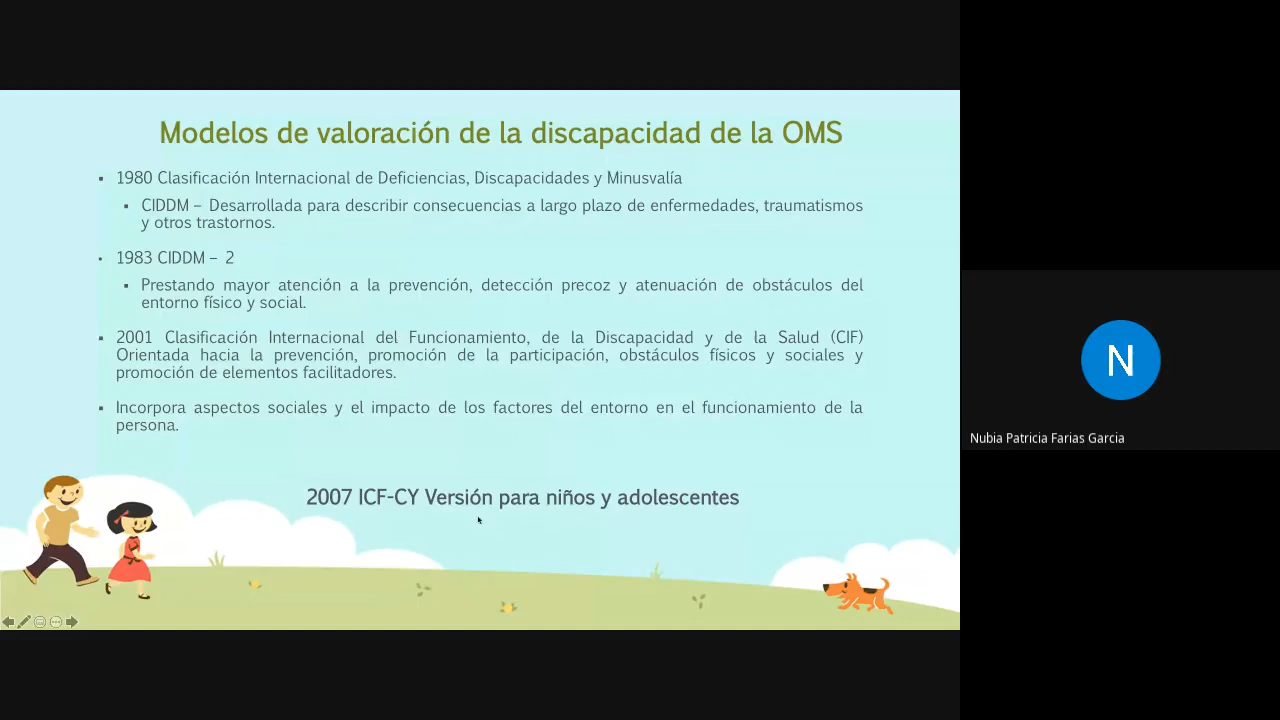 Modelos de valoración de la discapacidad de la OMS
▪ 1980 Clasificación Internacional de Deficiencias, Discapacidades y Minusvalía
▪ CIDDM – Desarrollada para describir consecuencias a largo plazo de enfermedades, traumatismos
y otros trastornos.
▪ 1983 CIDDM – 2
▪ Prestando mayor atención a la prevención, detección precoz y atenuación de obstáculos del
entorno físico y social.
▪ 2001 Clasificación Internacional del Funcionamiento, de la Discapacidad y de la Salud (CIF)
Orientada hacia la prevención, promoción de la participación, obstáculos físicos y sociales y
promoción de elementos facilitadores.
▪ Incorpora aspectos sociales y el impacto de los factores del entorno en el funcionamiento de la
persona.
2007 ICF-CY Versión para niños y adolescentes
N
Nubia Patricia Farias Garcia